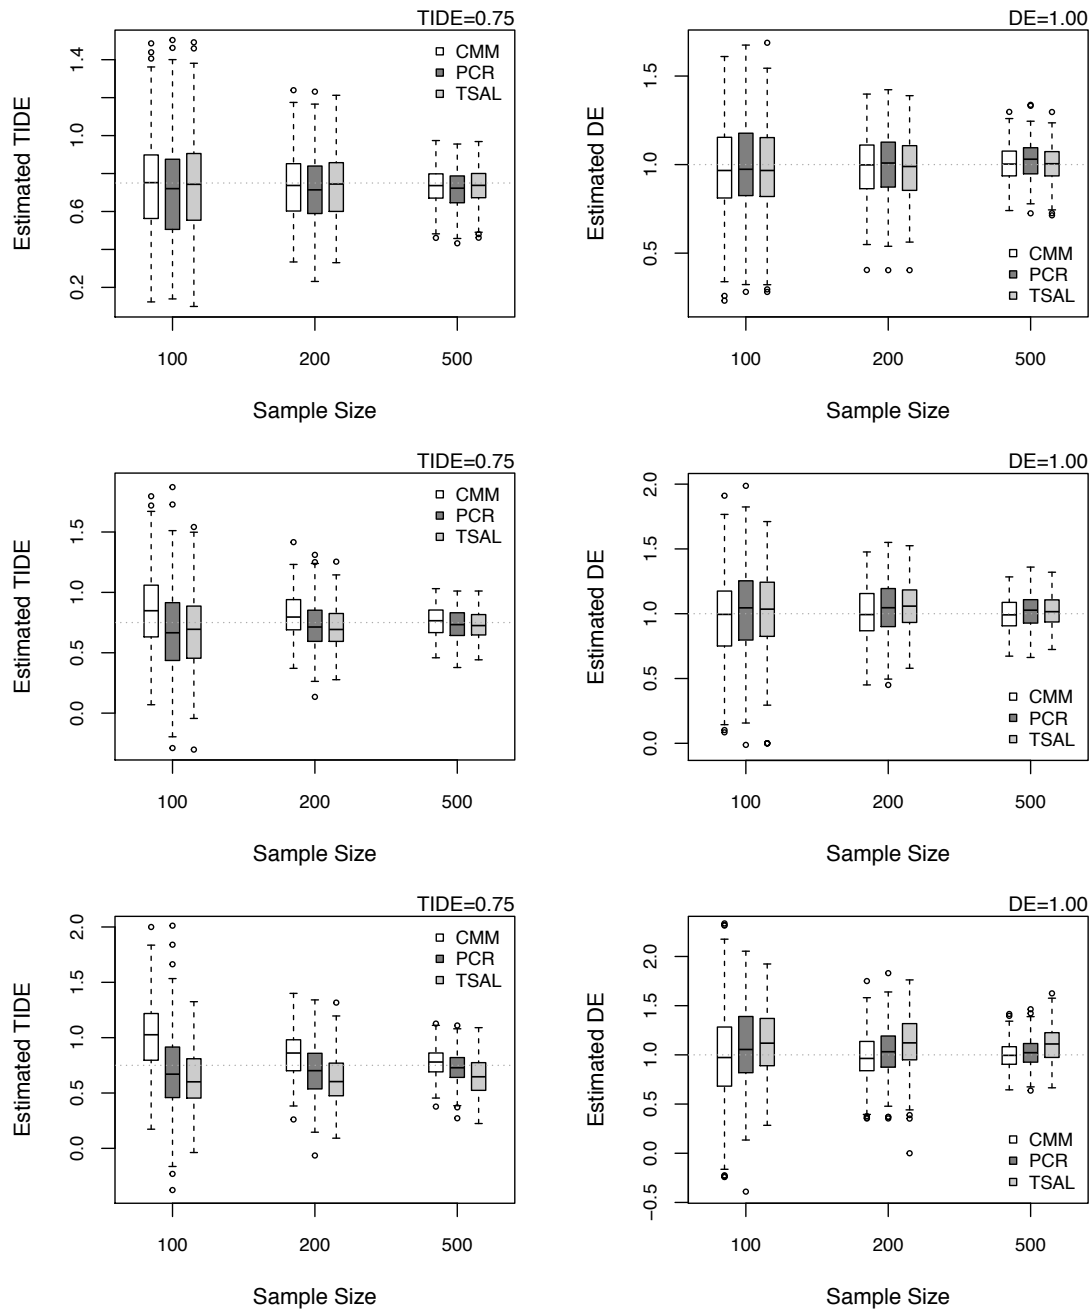 TIDE=0.75
1.4
1.0
0.6
0.2
Estimated TIDE
CMM
PCR
TSAL
100 200 500
Sample Size
DE=1.00
1.5
1.0
0.5
Estimated DE
CMM
PCR
TSAL
100 200 500
Sample Size
TIDE=0.75
1.5
1.0
0.5
0.0
Estimated TIDE
CMM
PCR
TSAL
100 200 500
Sample Size
DE=1.00
2.0
1.5
1.0
0.5
0.0
Estimated DE
CMM
PCR
TSAL
100 200 500
Sample Size
TIDE=0.75
2.0
1.5
1.0
0.5
0.0
Estimated TIDE
CMM
PCR
TSAL
100 200 500
Sample Size
DE=1.00
2.0
1.5
1.0
0.5
0.0
−0.5
Estimated DE
CMM
PCR
TSAL
100 200 500
Sample Size